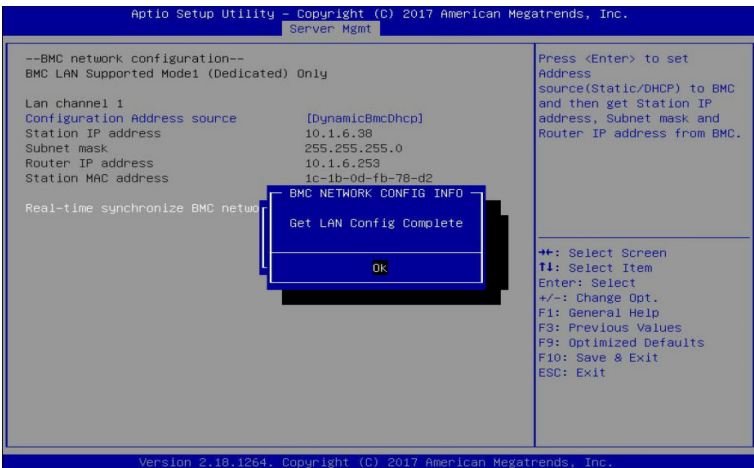 Aptio Setup Utility – Copyright (C) 2017 American Megatrends, Inc.
Server Mgmt
--BMC network configuration--
BMC LAN Supported Mode1 (Dedicated) Only
Lan channel 1
Configuration Address source [DynamicBmcDhcp]
Station IP address 10.1.6.38
Subnet mask 255.255.255.0
Router IP address 10.1.6.253
Station MAC address 1c-1b-0d-fb-78-d2
Real-time synchronize BMC netwo
BMC NETWORK CONFIG INFO
Get LAN Config Complete
Ok
Press <Enter> to set
Address
source(Static/DHCP) to BMC
and then get Station IP
address, Subnet mask and
Router IP address from BMC.
→←: Select Screen
↑↓: Select Item
Enter: Select
+/-: Change Opt.
F1: General Help
F3: Previous Values
F9: Optimized Defaults
F10: Save & Exit
ESC: Exit
Version 2.18.1264. Copyright (C) 2017 American Megatrends, Inc.